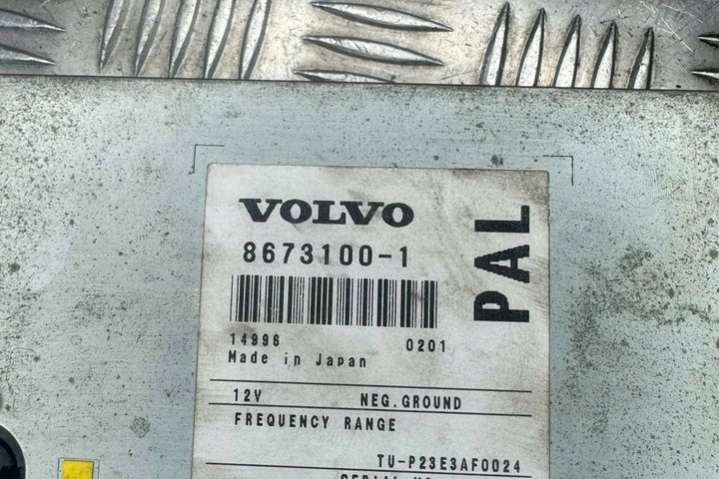 VOLVO
8673100-1
PAL
14996 0201
Made in Japan
12V NEG.GROUND
FREQUENCY RANGE
TU-P23E3AF0024